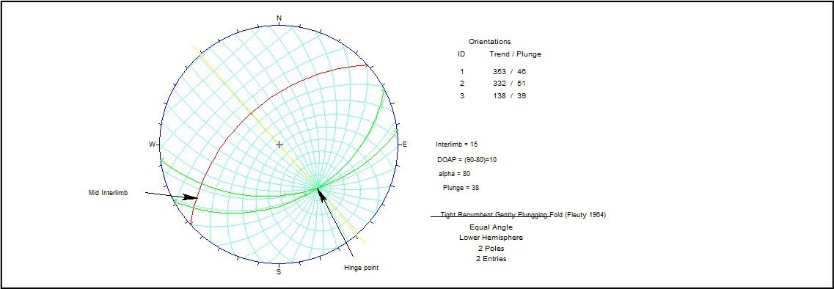 N
Orientations
ID Trend / Plunge
1 353 / 46
2 332 / 51
3 138 / 39
W
E
Interlimb = 15
DOAP = (90-80)=10
alpha = 80
Plunge = 38
Mid Interlimb
Tight Recumbent Gently Plungging Fold (Fleuty 1964)
Equal Angle
Lower Hemisphere
2 Poles
2 Entries
Hinge point
S